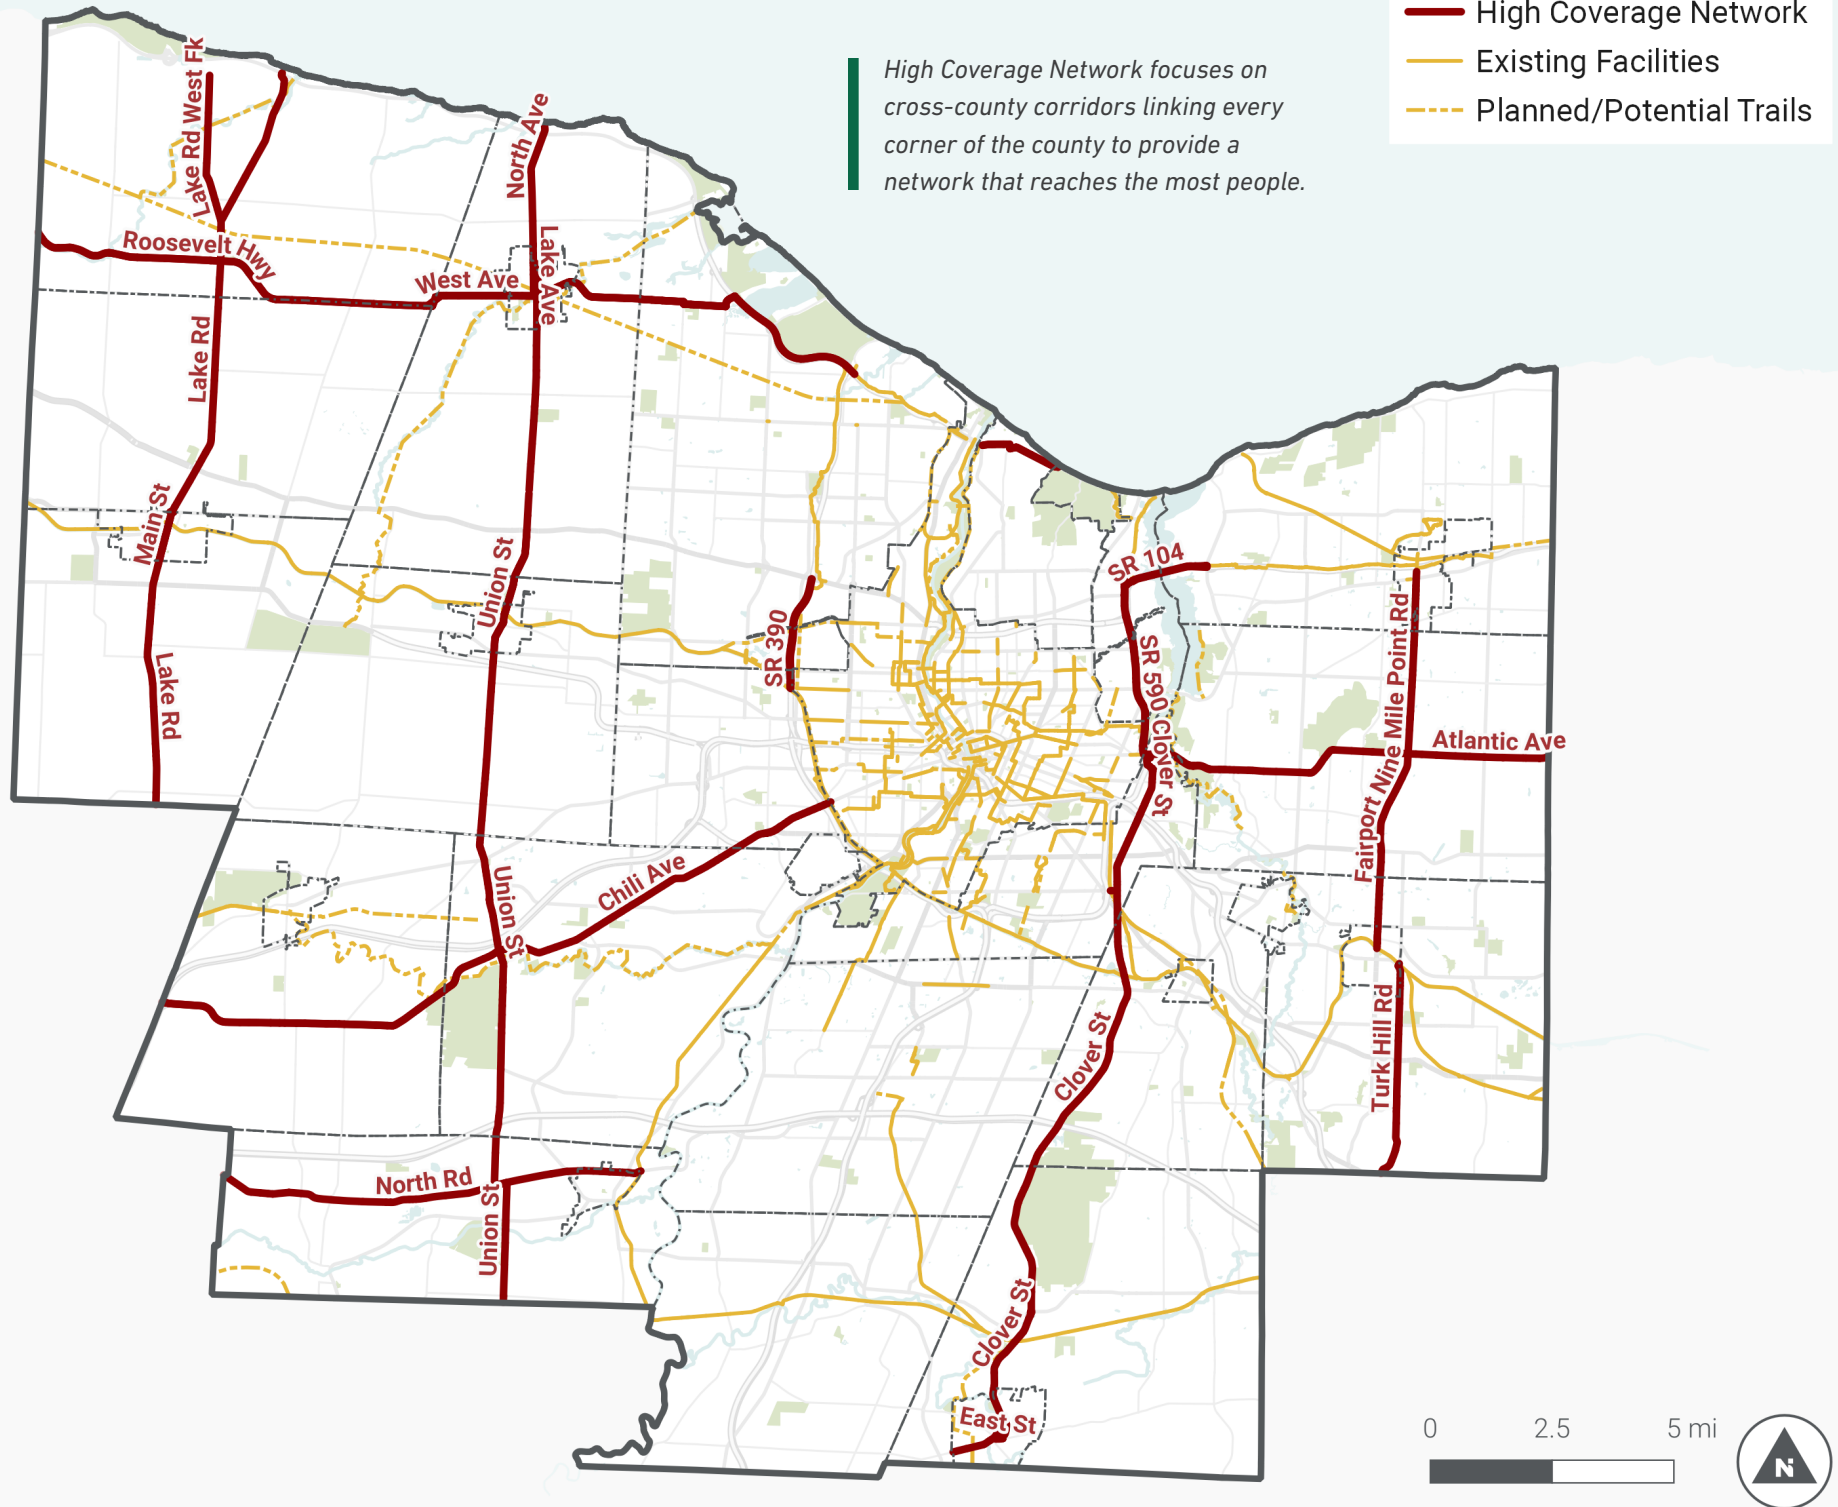 High Coverage Network
Existing Facilities
Planned/Potential Trails
High Coverage Network focuses on
cross-county corridors linking every
corner of the county to provide a
network that reaches the most people.
Lake Rd West Fk
Lake Rd
North Ave
Roosevelt Hwy
West Ave
Lake Ave
Lake Rd
Main St
Union St
SR 104
SR 390
SR 590
Clover St
Fairport Nine Mile Point Rd
Atlantic Ave
Lake Rd
Chili Ave
Union St
Turk Hill Rd
Clover St
North Rd
Union St
Clover St
East St
0 2.5 5 mi
N